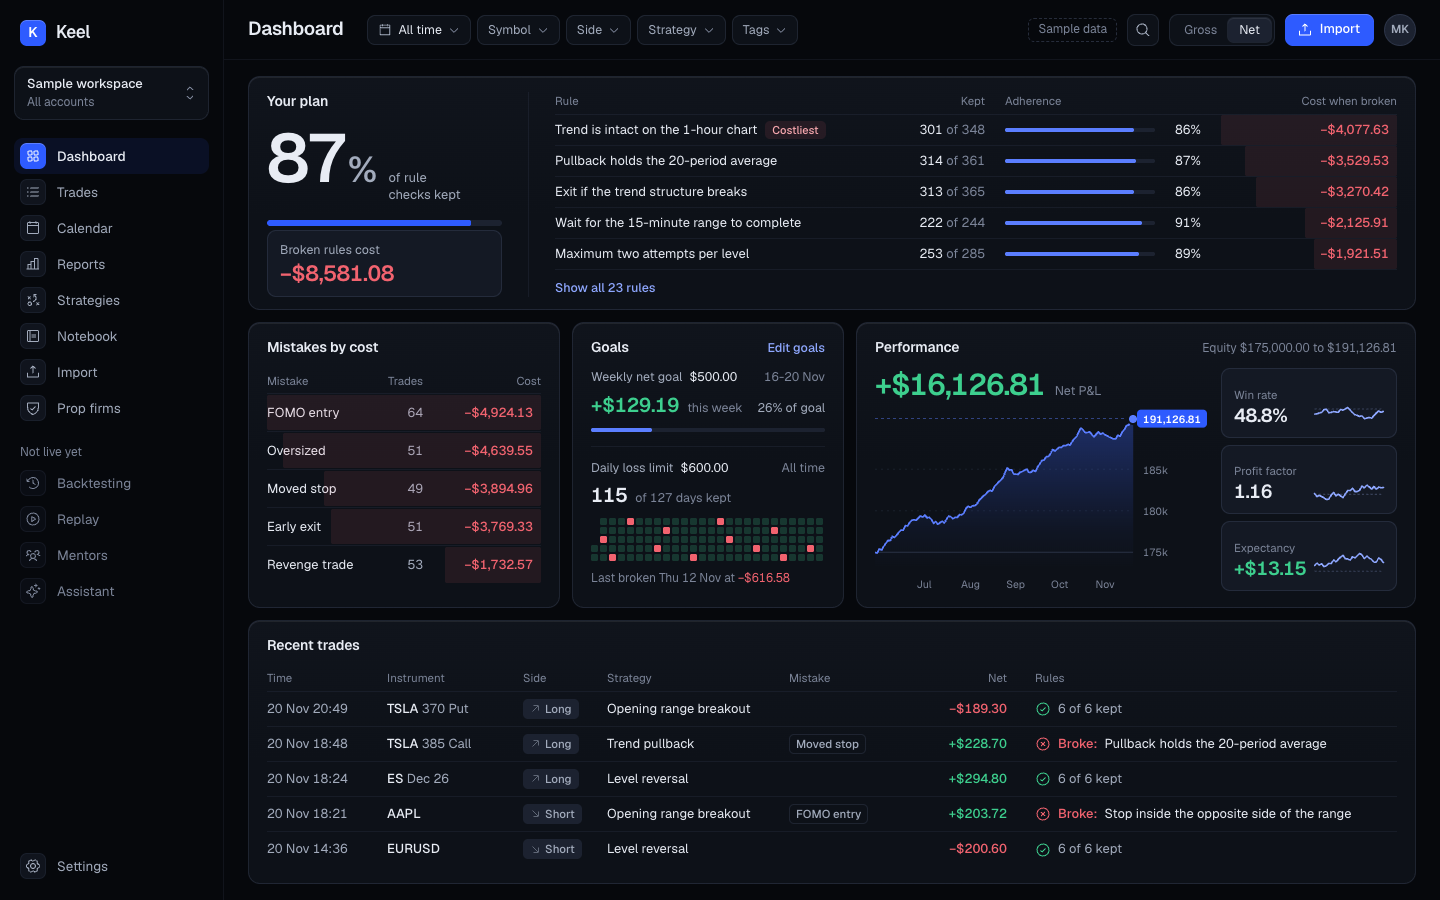 K Keel
Dashboard
All time
Symbol
Side
Strategy
Tags
Sample data
Gross
Net
Import
MK
Sample workspace
All accounts
Dashboard
Trades
Calendar
Reports
Strategies
Notebook
Import
Prop firms
Not live yet
Backtesting
Replay
Mentors
Assistant
Settings
Your plan
87%
of rule
checks kept
Broken rules cost
−$8,581.08
Rule Kept Adherence Cost when broken
Trend is intact on the 1-hour chart Costliest 301 of 348 86% −$4,077.63
Pullback holds the 20-period average 314 of 361 87% −$3,529.53
Exit if the trend structure breaks 313 of 365 86% −$3,270.42
Wait for the 15-minute range to complete 222 of 244 91% −$2,125.91
Maximum two attempts per level 253 of 285 89% −$1,921.51
Show all 23 rules
Mistakes by cost
Mistake Trades Cost
FOMO entry 64 −$4,924.13
Oversized 51 −$4,639.55
Moved stop 49 −$3,894.96
Early exit 51 −$3,769.33
Revenge trade 53 −$1,732.57
Goals Edit goals
Weekly net goal $500.00 16-20 Nov
+$129.19 this week 26% of goal
Daily loss limit $600.00 All time
115 of 127 days kept
Last broken Thu 12 Nov at −$616.58
Performance Equity $175,000.00 to $191,126.81
+$16,126.81 Net P&L
191,126.81
185k
180k
175k
Jul Aug Sep Oct Nov
Win rate
48.8%
Profit factor
1.16
Expectancy
+$13.15
Recent trades
Time Instrument Side Strategy Mistake Net Rules
20 Nov 20:49 TSLA 370 Put Long Opening range breakout −$189.30 6 of 6 kept
20 Nov 18:48 TSLA 385 Call Long Trend pullback Moved stop +$228.70 Broke: Pullback holds the 20-period average
20 Nov 18:24 ES Dec 26 Long Level reversal +$294.80 6 of 6 kept
20 Nov 18:21 AAPL Short Opening range breakout FOMO entry +$203.72 Broke: Stop inside the opposite side of the range
20 Nov 14:36 EURUSD Short Level reversal −$200.60 6 of 6 kept